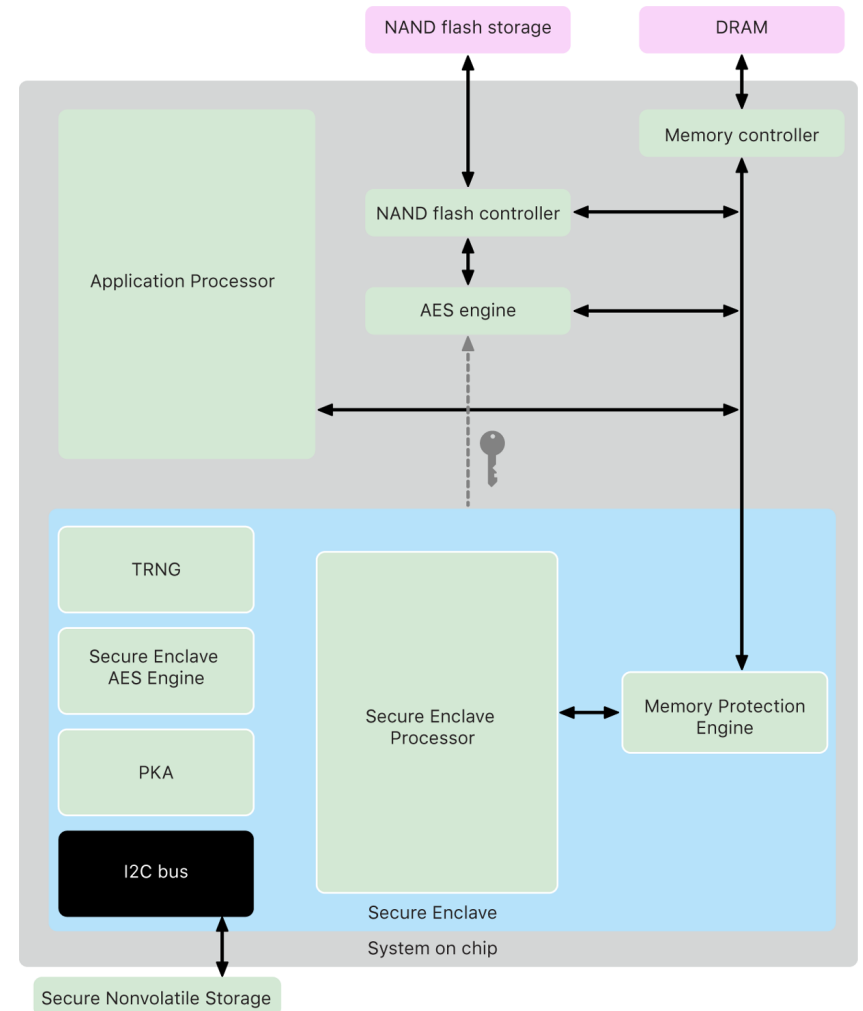 NAND flash storage
DRAM
Memory controller
NAND flash controller
Application Processor
AES engine
TRNG
Secure Enclave
AES Engine
Secure Enclave
Processor
Memory Protection
Engine
PKA
I2C bus
Secure Enclave
System on chip
Secure Nonvolatile Storage